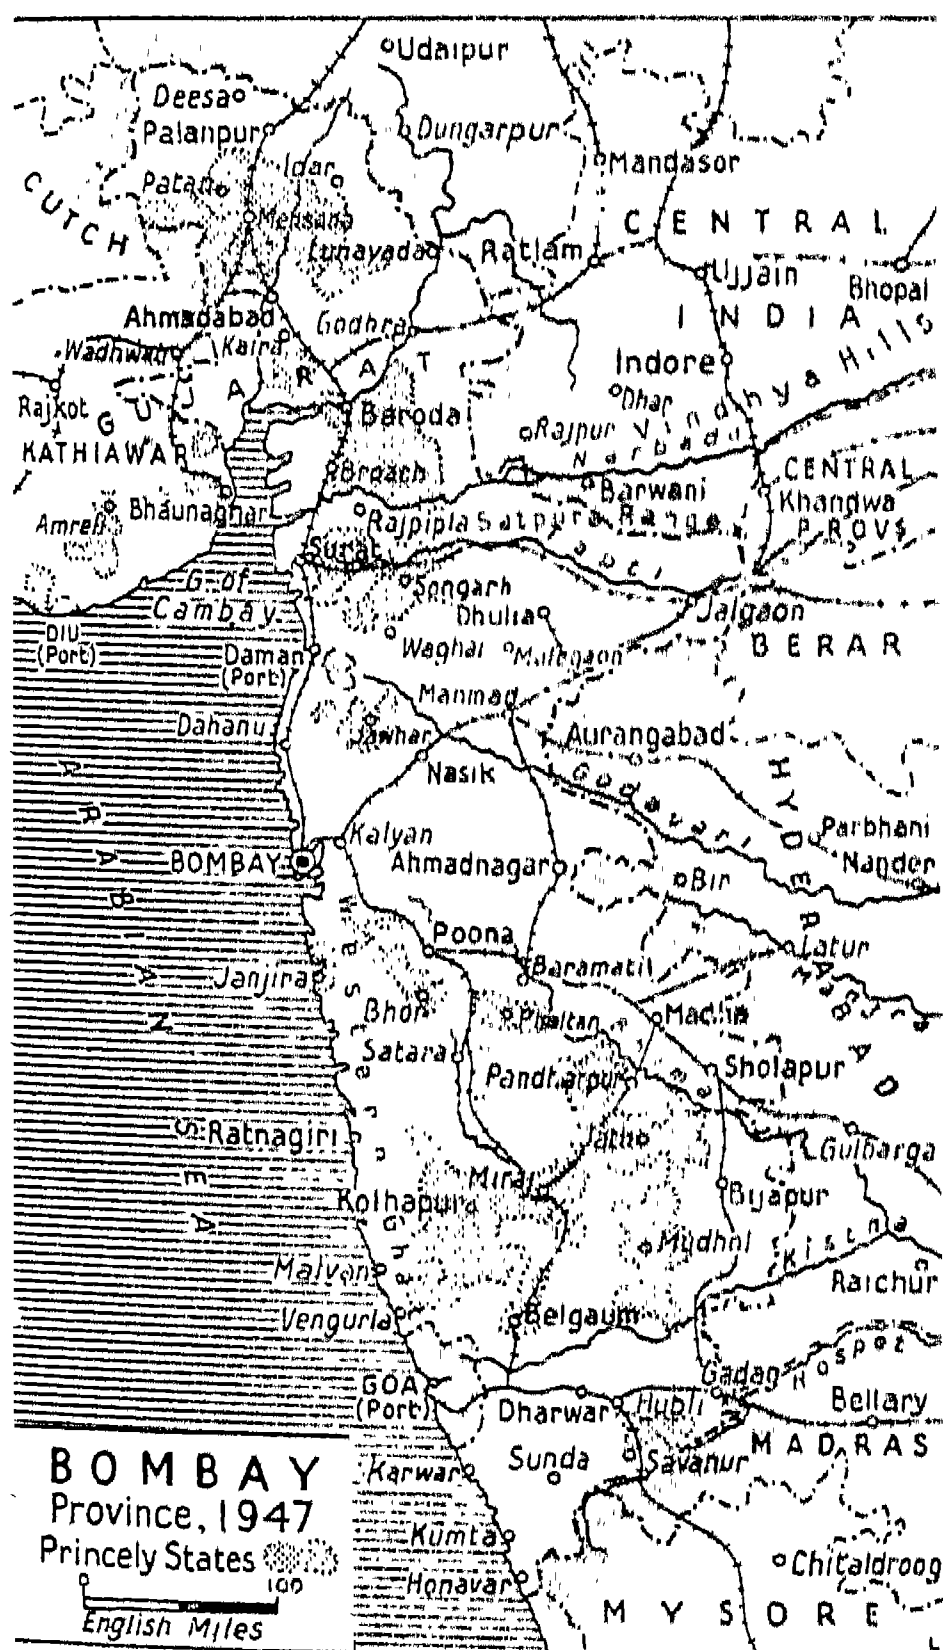 Udaipur
Deesa
Palanpur
Dungarpur
Idar
Mandasor
Patan
CUTCH
Mehsana
CENTRAL
Lunavada
Ratlam
Ujjain
Bhopal
INDIA
Ahmadabad
Godhra
Wadhwan
Kaira
Indore
Vindhya Hills
Dhar
Rajkot
GUJARAT
Baroda
Rajpur
Narbada
KATHIAWAR
Broach
CENTRAL
Barwani
Khandwa
PROVS
Amreli
Bhaunaghar
Rajpipla
Satpura Range
Surat
Tapti
G. of
Cambay
Songarh
Dhulia
Jalgaon
DIU
(Port)
Waghai
Malegaon
BERAR
Daman
(Port)
Manmad
Dahanu
Jawhar
Aurangabad
Nasik
Godavari
HYDERABAD
Parbhani
Kalyan
BOMBAY
Ahmadnagar
Nander
Bir
ARABIAN
SEA
Western
Ghats
Poona
Baramati
Latur
Janjira
Bhor
Phaltan
Madha
Satara
Pandharpur
Sholapur
Ratnagiri
Jath
Gulbarga
Miraj
Kolhapur
Bijapur
Mudhol
Kistna
Malvan
Raichur
Vengurla
Belgaum
Hospet
Gadag
GOA
(Port)
Dharwar
Hubli
Bellary
MADRAS
Sunda
Savanur
Karwar
Kumta
Chitaldroog
Honavar
MYSORE
BOMBAY
Province, 1947
Princely States
0 100
English Miles